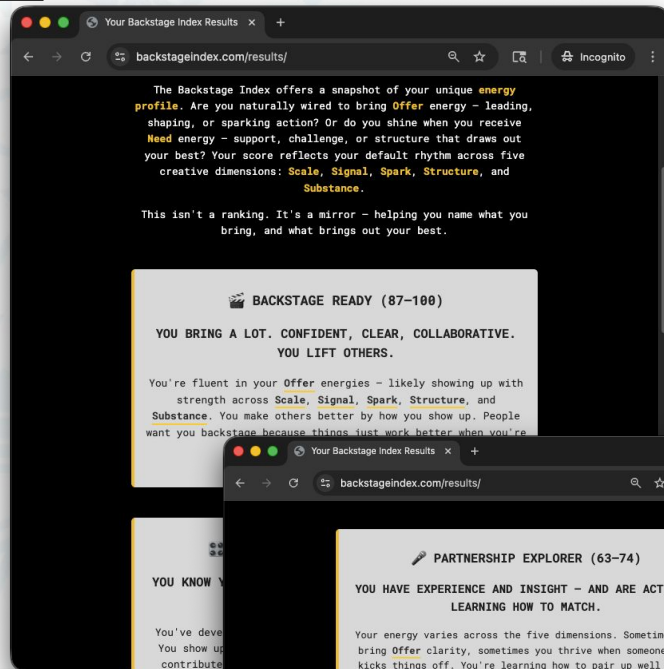 Your Backstage Index Results
backstageindex.com/results/
Incognito
The Backstage Index offers a snapshot of your unique energy
profile. Are you naturally wired to bring Offer energy — leading,
shaping, or sparking action? Or do you shine when you receive
Need energy — support, challenge, or structure that draws out
your best? Your score reflects your default rhythm across five
creative dimensions: Scale, Signal, Spark, Structure, and
Substance.
This isn't a ranking. It's a mirror — helping you name what you
bring, and what brings out your best.
BACKSTAGE READY (87–100)
YOU BRING A LOT. CONFIDENT, CLEAR, COLLABORATIVE.
YOU LIFT OTHERS.
You're fluent in your Offer energies — likely showing up with
strength across Scale, Signal, Spark, Structure, and
Substance. You make others better by how you show up. People
want you backstage because things just work better when you're
YOU KNOW
You've
You show up
contribute
Your Backstage Index Results
backstageindex.com/results/
PARTNERSHIP EXPLORER (63–74)
YOU HAVE EXPERIENCE AND INSIGHT — AND ARE
LEARNING HOW TO MATCH.
Your energy varies across the five dimensions.
bring Offer clarity, sometimes you thrive when someone
kicks things off. You're learning how to pair up well